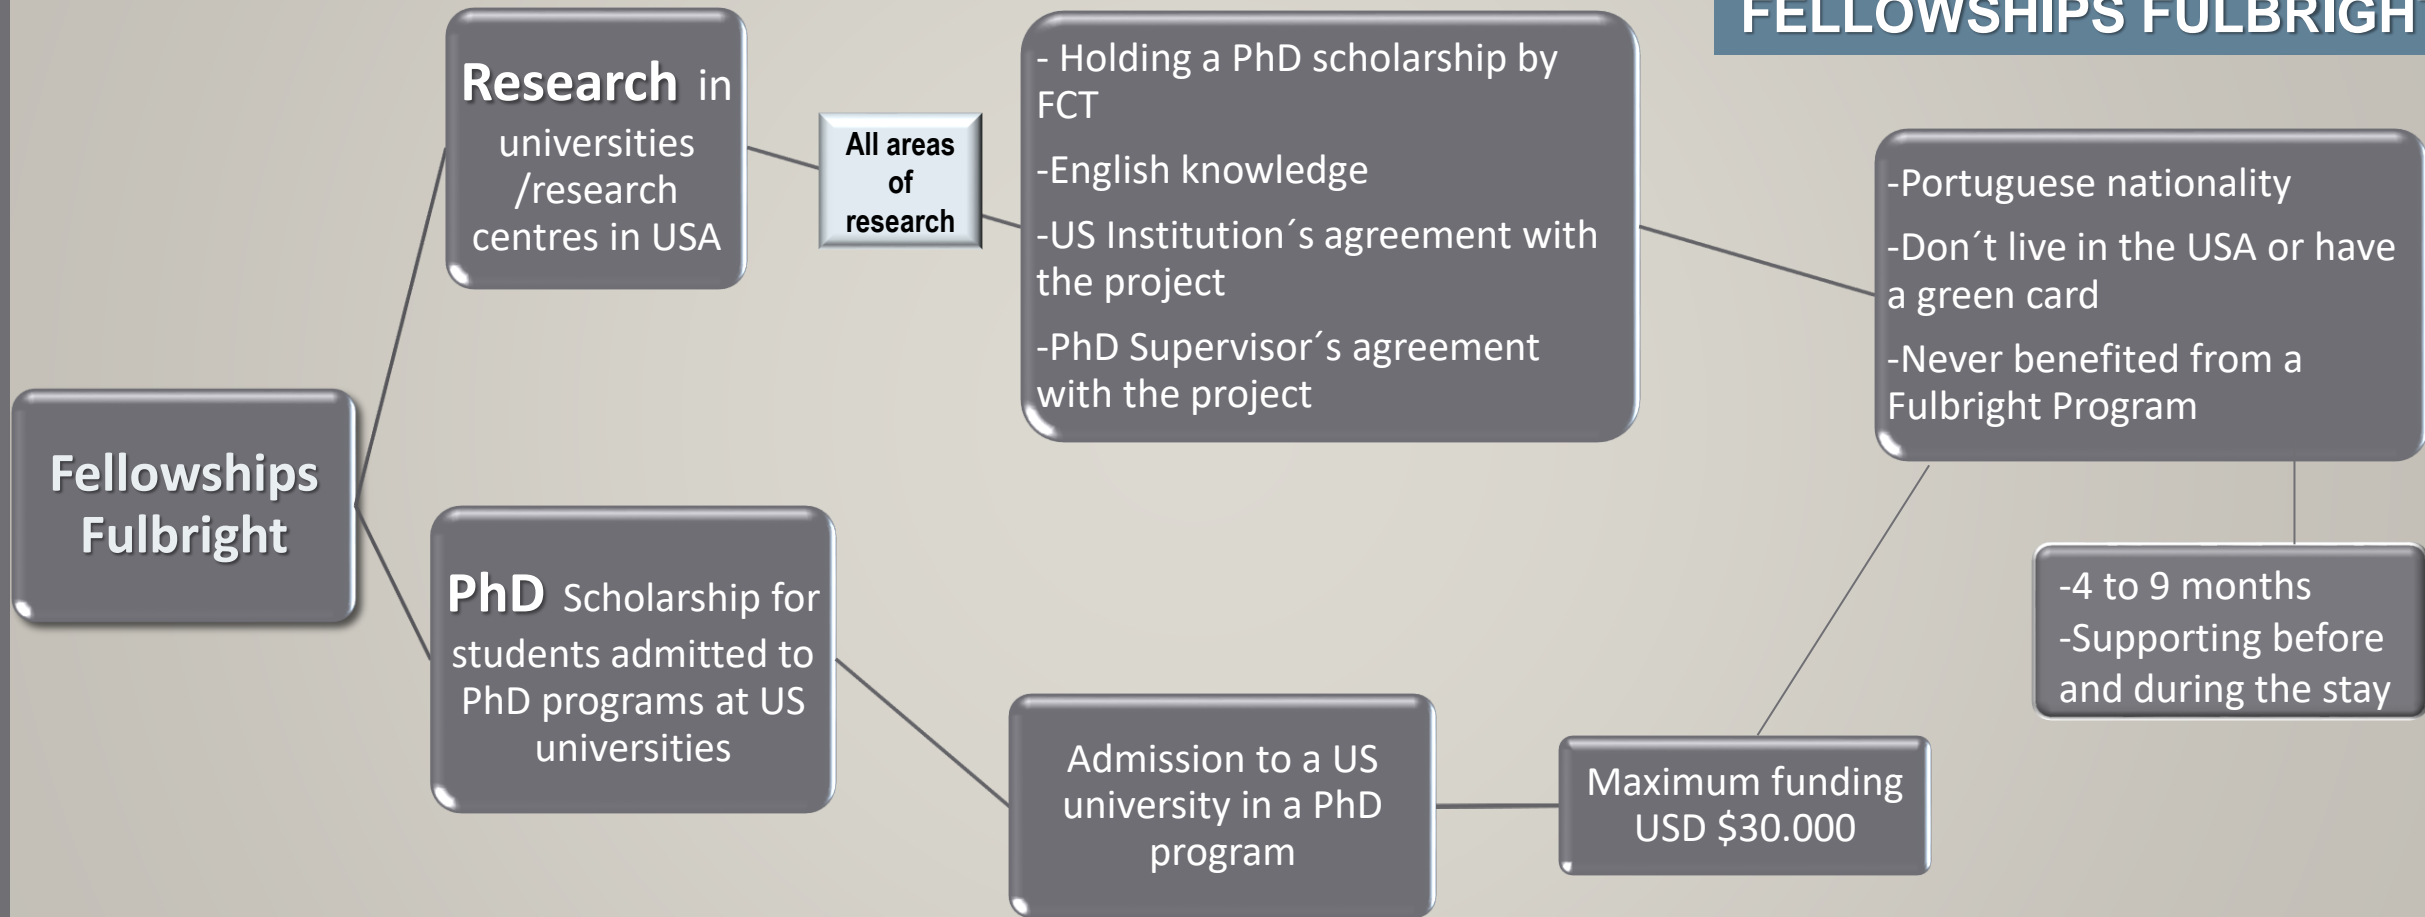 FELLOWSHIPS FULBRIGHT
Research in
universities
/research
centres in USA
All areas
of
research
- Holding a PhD scholarship by
FCT
-English knowledge
-US Institution´s agreement with
the project
-PhD Supervisor´s agreement
with the project
-Portuguese nationality
-Don´t live in the USA or have
a green card
-Never benefited from a
Fulbright Program
-4 to 9 months
-Supporting before
and during the stay
Fellowships
Fulbright
PhD Scholarship for
students admitted to
PhD programs at US
universities
Admission to a US
university in a PhD
program
Maximum funding
USD $30.000